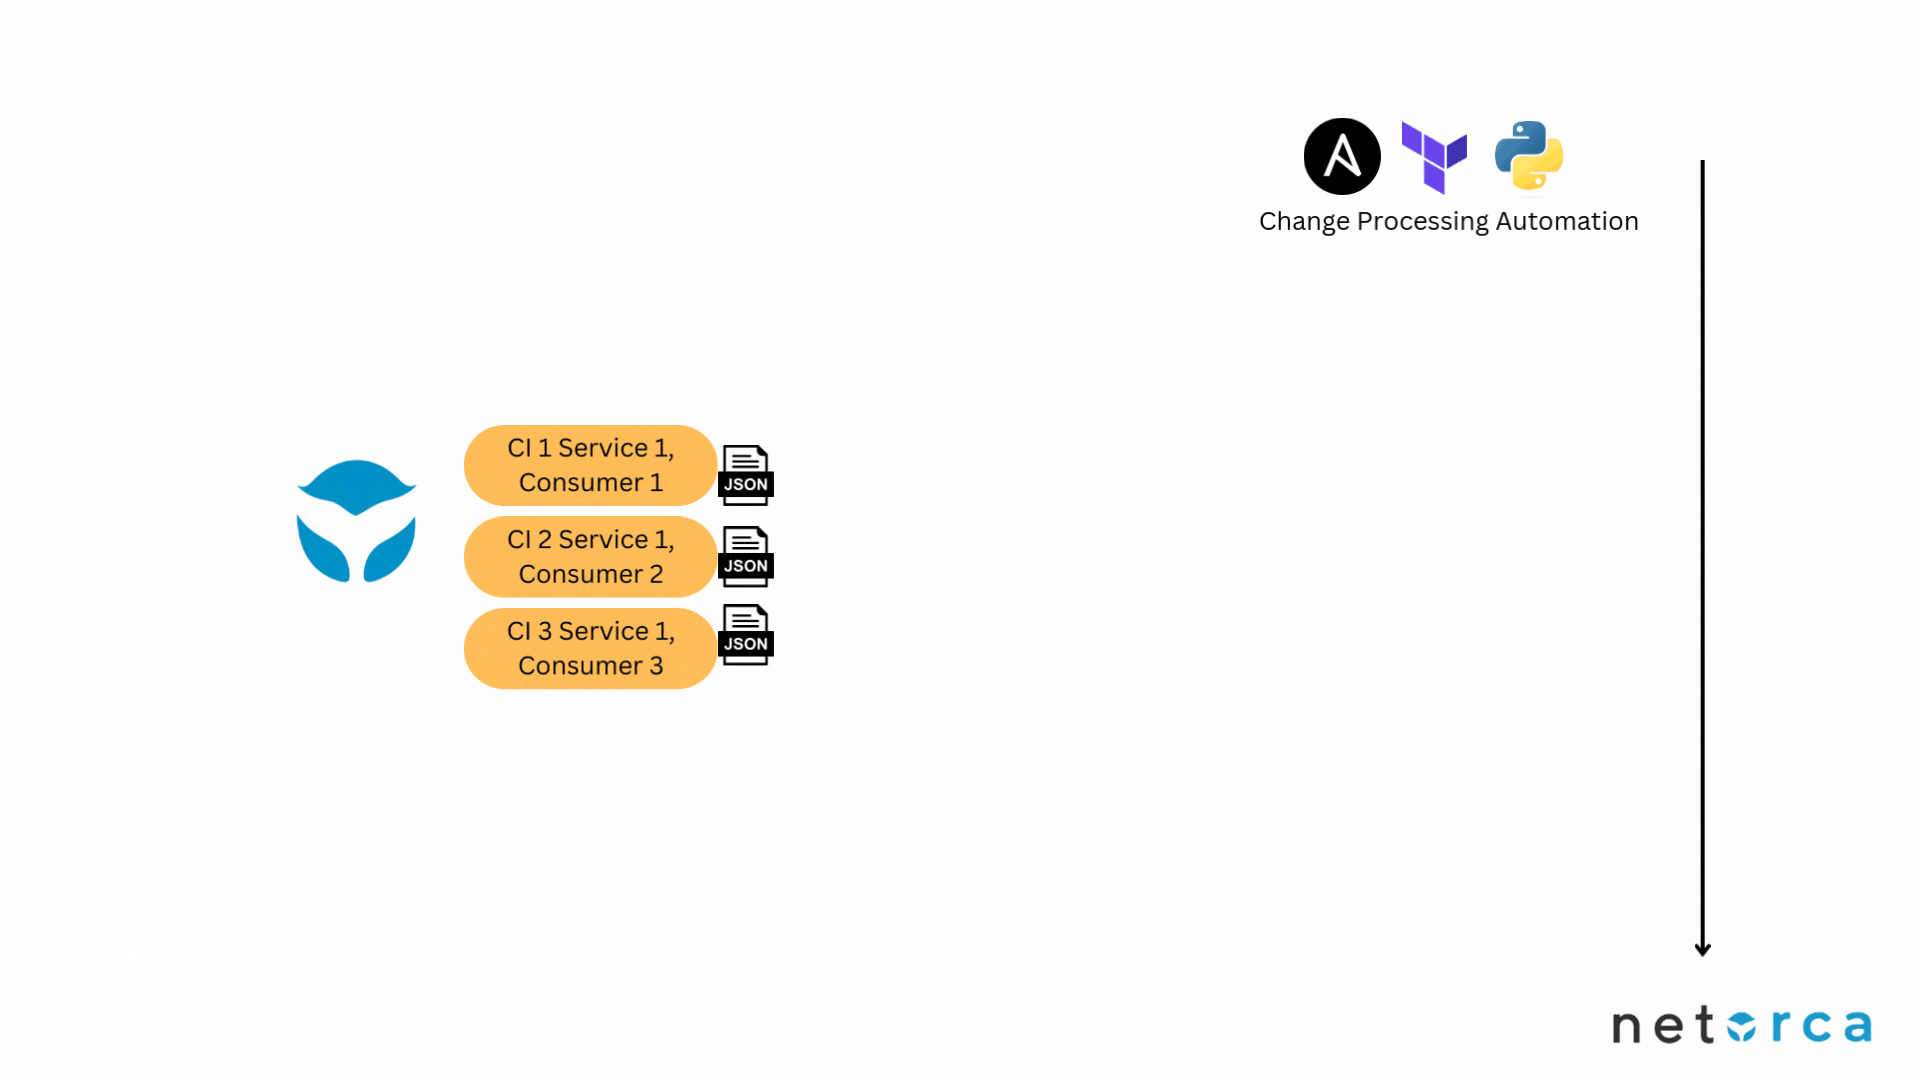 Change Processing Automation
CI 1 Service 1,
Consumer 1
JSON
CI 2 Service 1,
Consumer 2
JSON
CI 3 Service 1,
Consumer 3
JSON
netorca